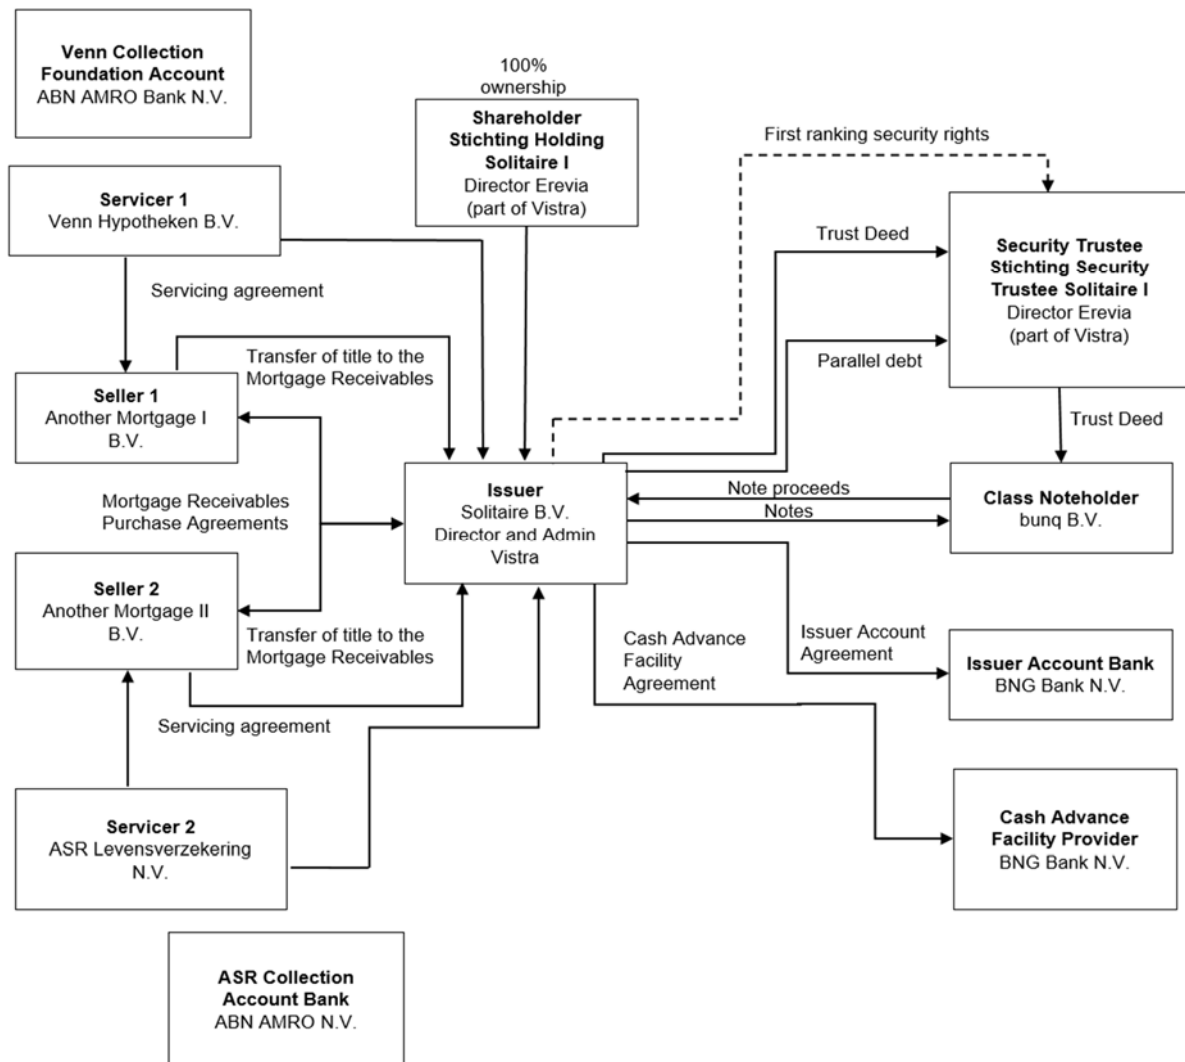 Venn Collection
Foundation Account
ABN AMRO Bank N.V.
100%
ownership
Shareholder
Stichting Holding
Solitaire I
Director Erevia
(part of Vistra)
First ranking security rights
Servicer 1
Venn Hypotheken B.V.
Trust Deed
Security Trustee
Stichting Security
Trustee Solitaire I
Director Erevia
(part of Vistra)
Servicing agreement
Transfer of title to the
Mortgage Receivables
Parallel debt
Seller 1
Another Mortgage I
B.V.
Trust Deed
Mortgage Receivables
Purchase Agreements
Issuer
Solitaire B.V.
Director and Admin
Vistra
Note proceeds
Notes
Class Noteholder
bunq B.V.
Seller 2
Another Mortgage II
B.V.
Transfer of title to the
Mortgage Receivables
Cash Advance
Facility
Agreement
Issuer Account
Agreement
Issuer Account Bank
BNG Bank N.V.
Servicing agreement
Servicer 2
ASR Levensverzekering
N.V.
Cash Advance
Facility Provider
BNG Bank N.V.
ASR Collection
Account Bank
ABN AMRO N.V.